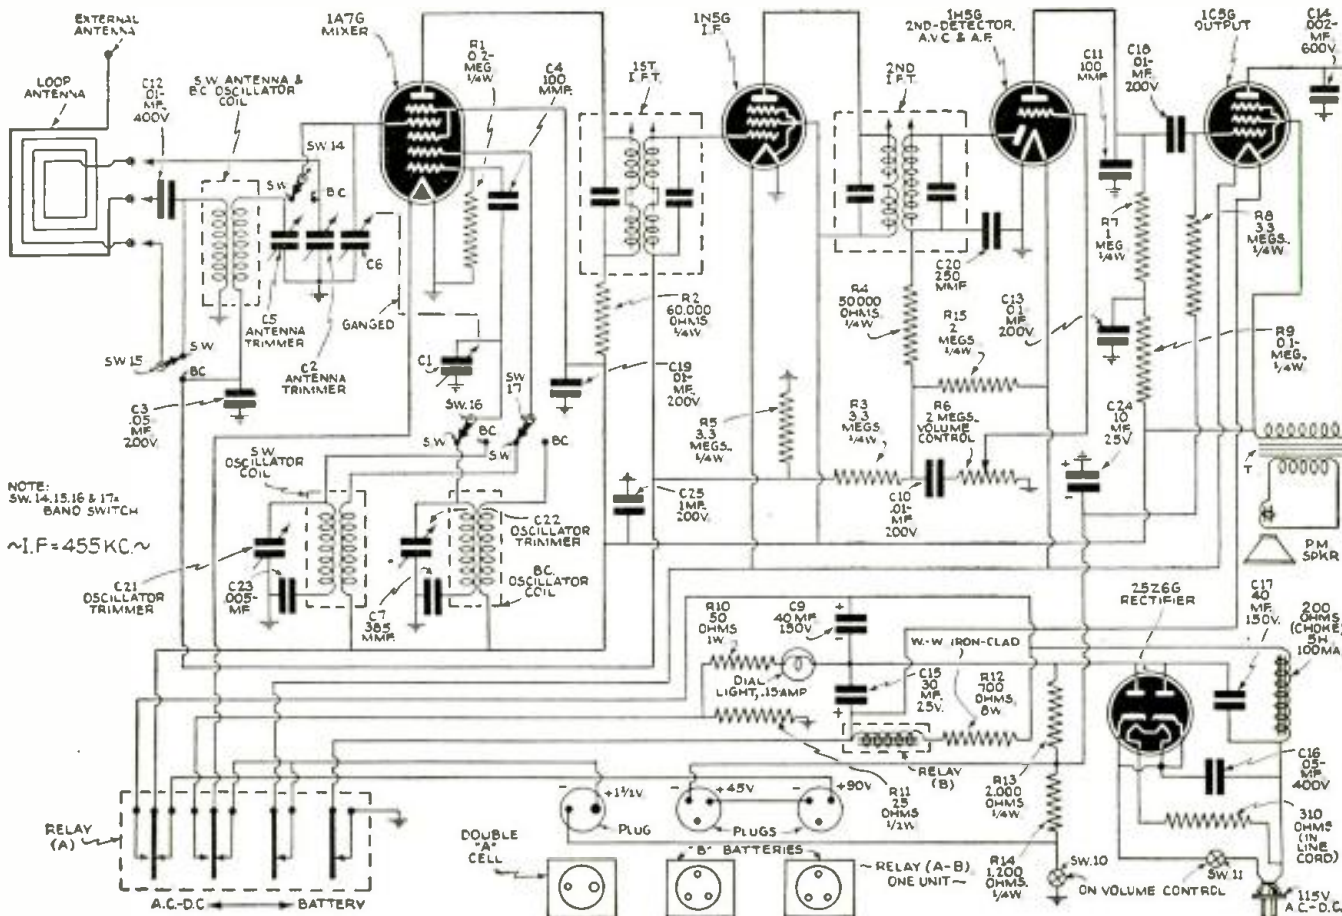 EXTERNAL
ANTENNA
LOOP
ANTENNA
C12
.01-
MF.
400V.
S.W. ANTENNA &
BC OSCILLATOR
COIL
1A7G
MIXER
R1
0.2-
MEG
1/4W
C4
100
MMF.
1ST
I.F.T.
1N5G
I.F.
2ND
I.F.T.
1H5G
2ND-DETECTOR,
A.V.C. & A.F.
C11
100
MMF
C18
.01-
MF.
200V.
1C5G
OUTPUT
C14
.002-
MF.
600V.
SW.14
S.W.
BC
C6
C5
ANTENNA
TRIMMER
C2
ANTENNA
TRIMMER
GANGED
SW.15
S.W.
BC
C3
.05
MF.
200V.
C1
SW.16
S.W.
BC
SW.
17
SW
BC
C19
.01-
MF.
200V.
R2
60,000
OHMS
1/4W
R5
3.3
MEGS.
1/4W
R3
3.3
MEGS.
1/4W
R4
50,000
OHMS
1/4W
C20
250
MMF.
R15
2
MEGS.
1/4W
R6
2 MEGS.
VOLUME
CONTROL
C10
.01-
MF
200V
C13
0.1
MF.
200V.
R7
1
MEG.
1/4W
R8
3.3
MEGS.,
1/4W
R9
0.1-
MEG,
1/4W
C24
10
MF.
25V.
+
-
T
PM
SPKR
NOTE:
SW. 14,15,16 & 17=
BAND SWITCH
~I.F.=455 KC.~
S.W.
OSCILLATOR
COIL
C21
OSCILLATOR
TRIMMER
C23
.005-
MF
C22
OSCILLATOR
TRIMMER
BC.
OSCILLATOR
COIL
C7
385
MMF.
C25
.1MF.
200V.
R10
50
OHMS
1W.
DIAL
LIGHT, .15 AMP
C9
40 MF.
150V.
+
-
C15
30
MF.
25V.
+
W.-W. IRON-CLAD
R12
700
OHMS
8W.
RELAY
(B)
R11
25
OHMS
1/2W
R13
2,000
OHMS
1/4W
R14
1,200
OHMS.
1/4W
25Z6G
RECTIFIER
C17
40
MF.
150V.
200
OHMS
(CHOKE)
5H
100MA
C16
.05-
MF
400V
310
OHMS
(IN
LINE
CORD)
SW.10
SW.11
ON VOLUME CONTROL
115V.
A.C.-D.C.
RELAY
(A)
A.C.-D.C.
BATTERY
- +1 1/2V
PLUG
- +45V
- +90V
PLUGS
DOUBLE
"A"
CELL
"B" BATTERIES
RELAY (A-B)
ONE UNIT~